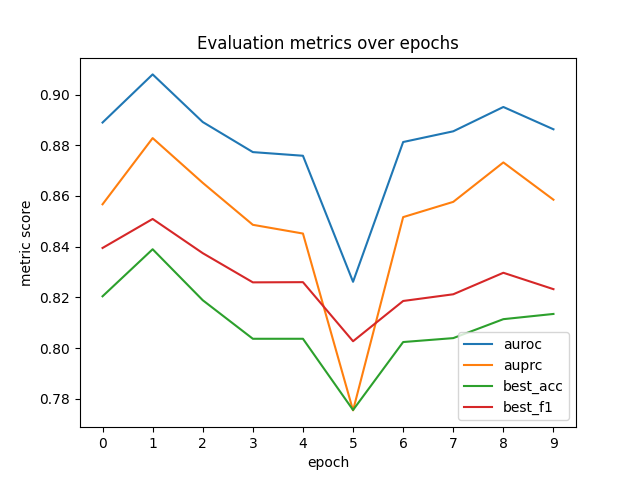 Evaluation metrics over epochs
metric score
0.90
0.88
0.86
0.84
0.82
0.80
0.78
auroc
auprc
best_acc
best_f1
0 1 2 3 4 5 6 7 8 9
epoch